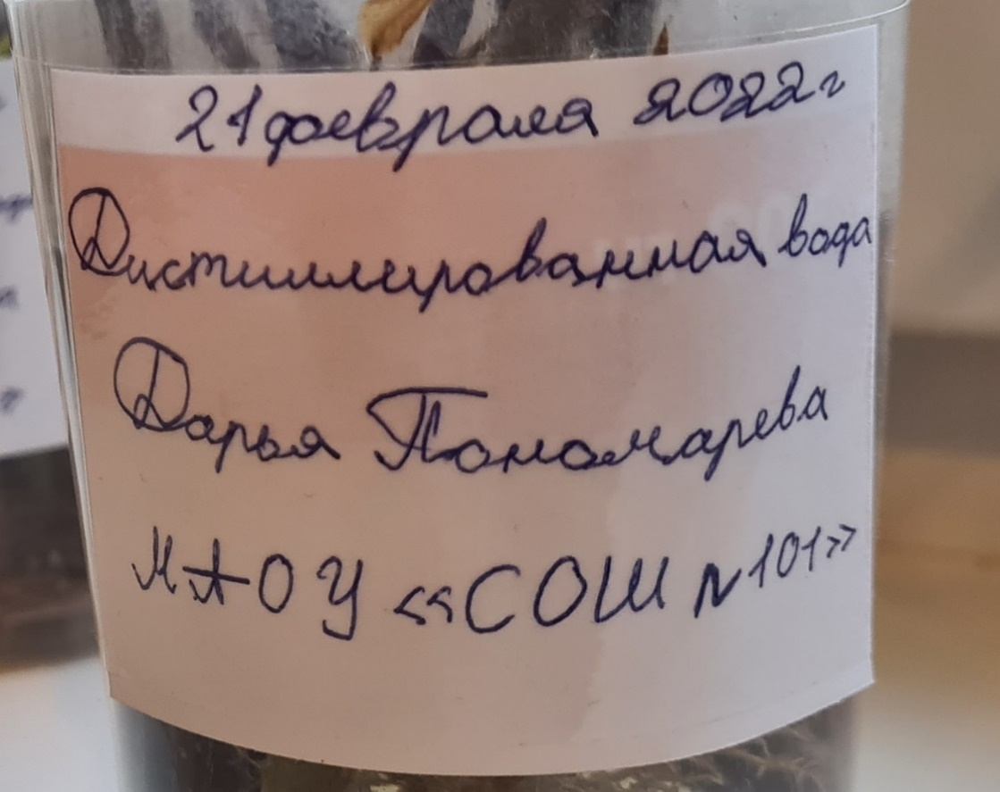 21 февраля 2022г
Дистиллированная вода
Дарья Пономарева
МАОУ «СОШ №101»